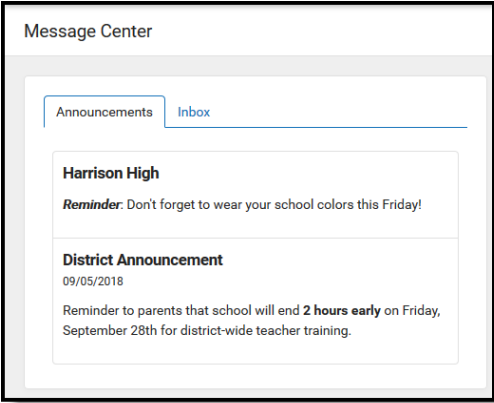 Message Center
Announcements
Inbox
Harrison High
Reminder: Don't forget to wear your school colors this Friday!
District Announcement
09/05/2018
Reminder to parents that school will end 2 hours early on Friday,
September 28th for district-wide teacher training.